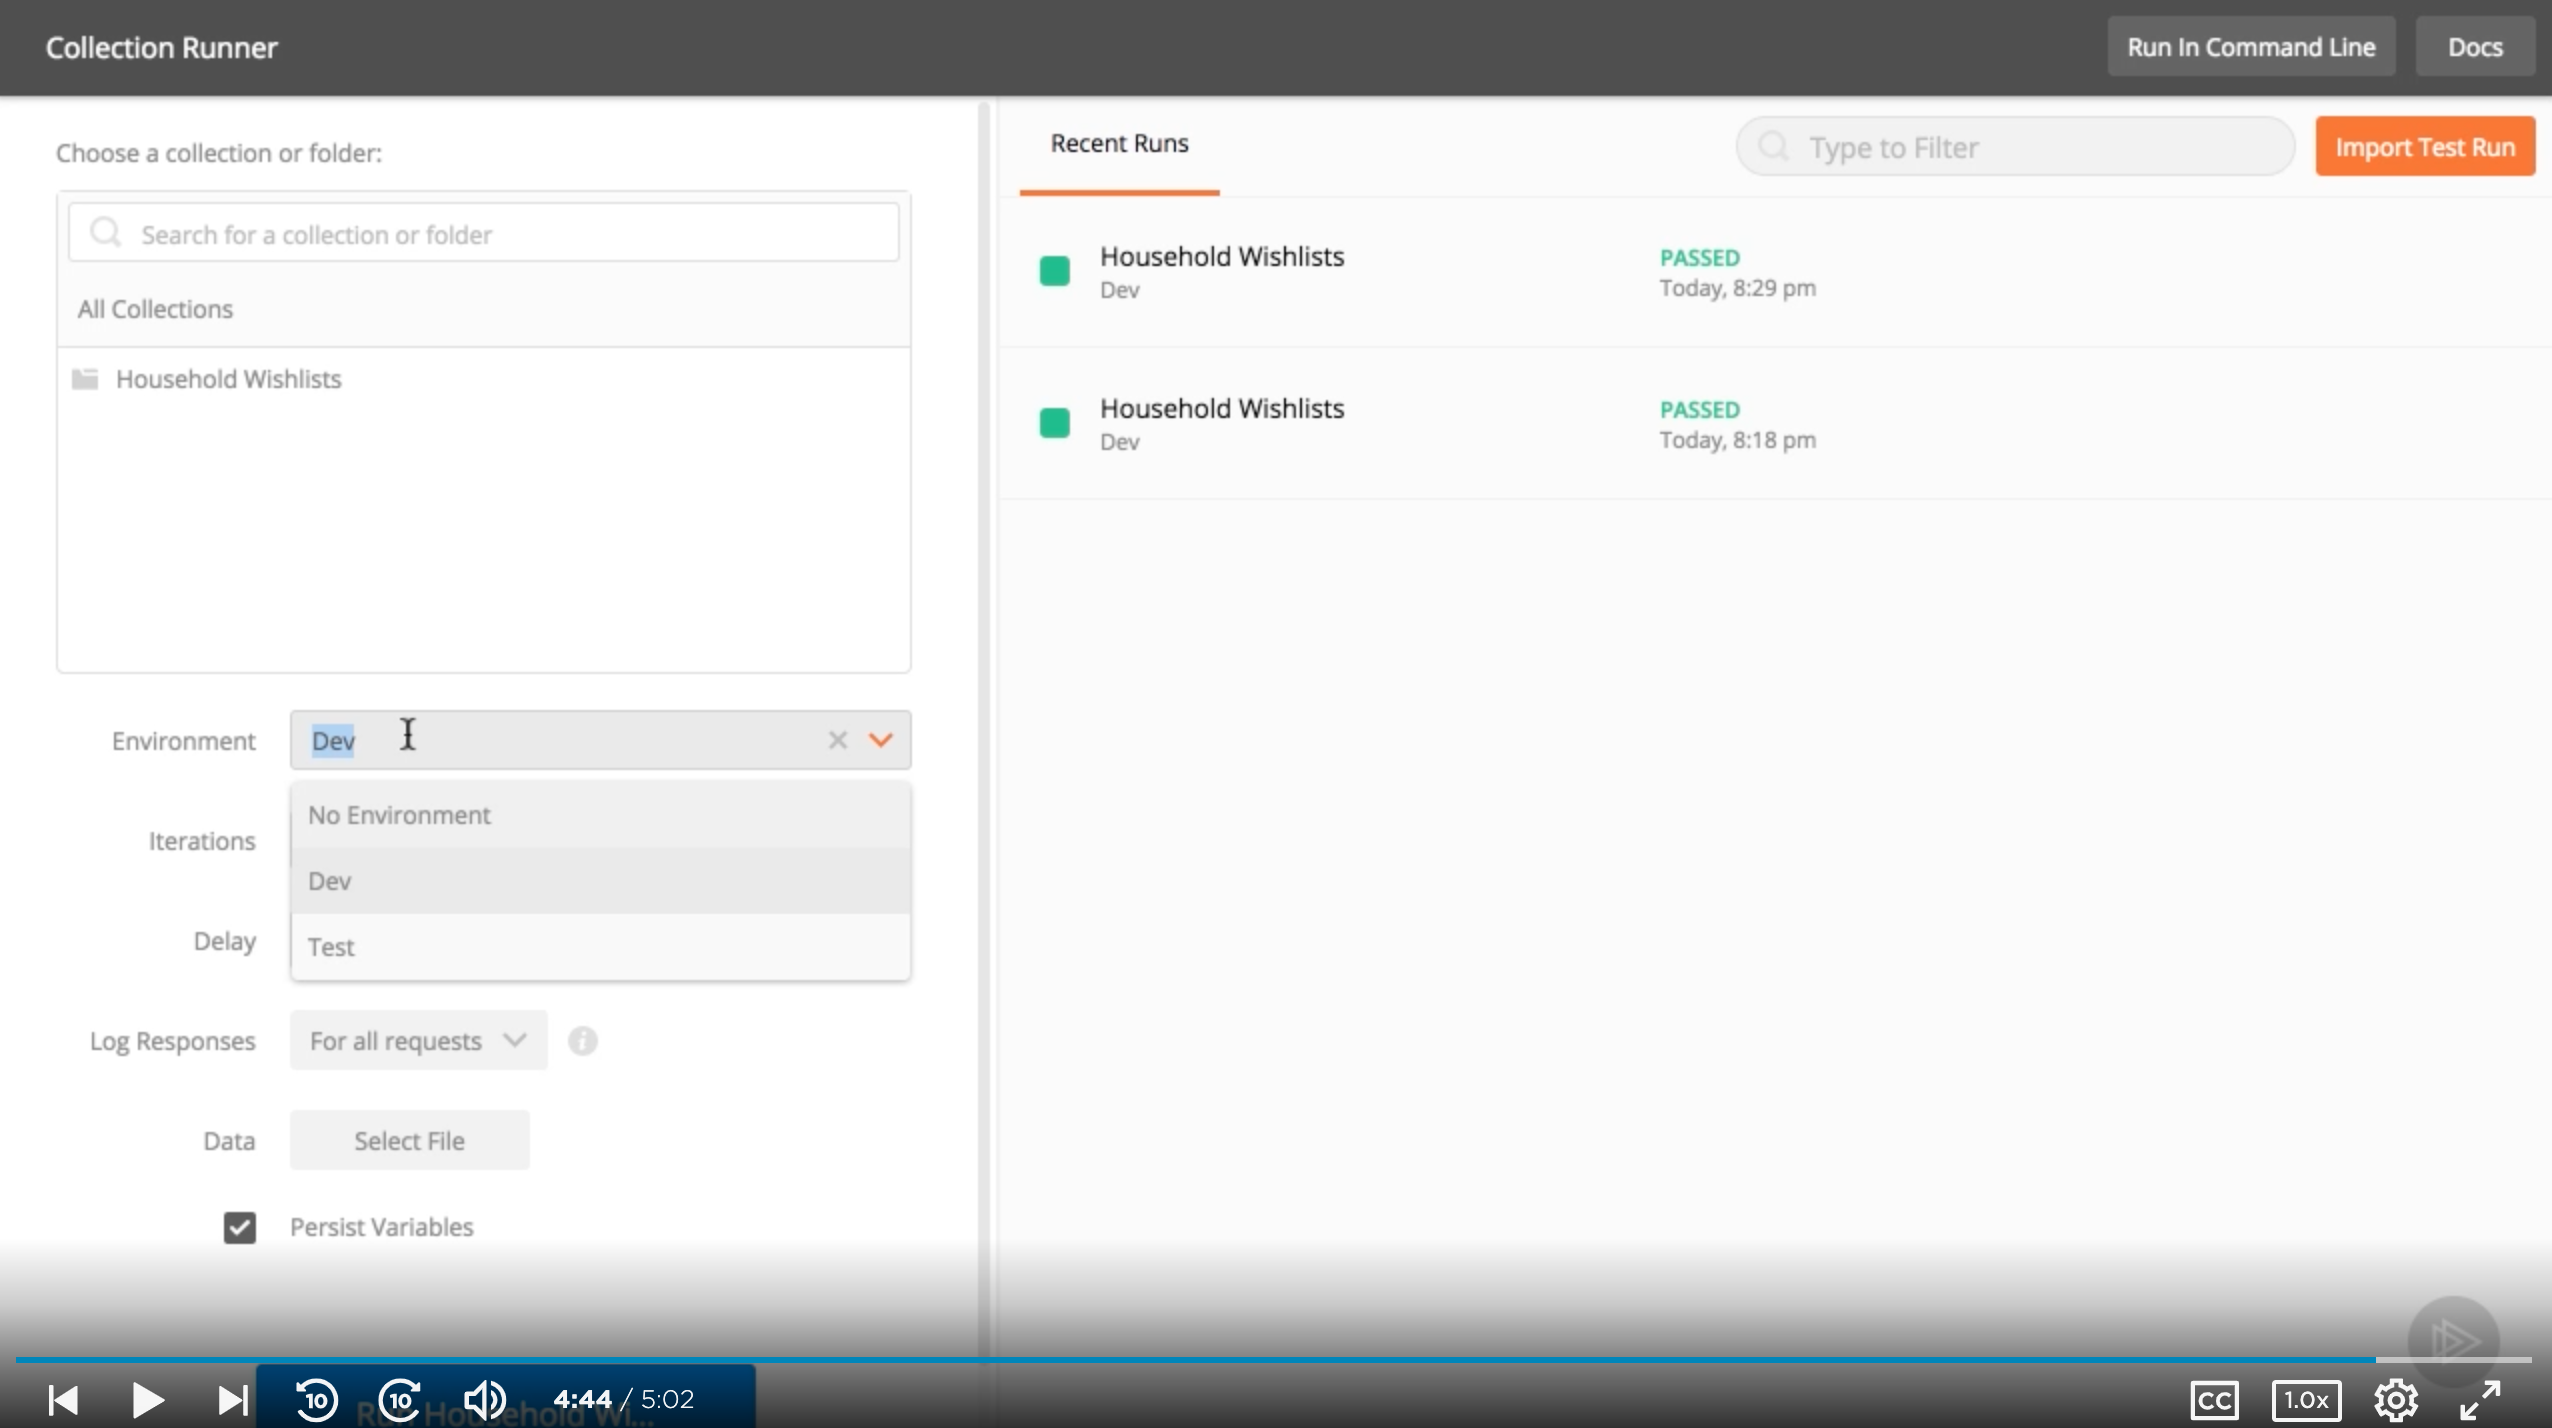 Collection Runner
Run In Command Line
Docs
Choose a collection or folder:
Search for a collection or folder
All Collections
Household Wishlists
Environment
Dev
No Environment
Dev
Test
Iterations
Delay
Log Responses
For all requests
Data
Select File
Persist Variables
Recent Runs
Type to Filter
Import Test Run
Household Wishlists
Dev
PASSED
Today, 8:29 pm
Household Wishlists
Dev
PASSED
Today, 8:18 pm
10
10
4:44 / 5:02
Run Household Wi...
CC
1.0x